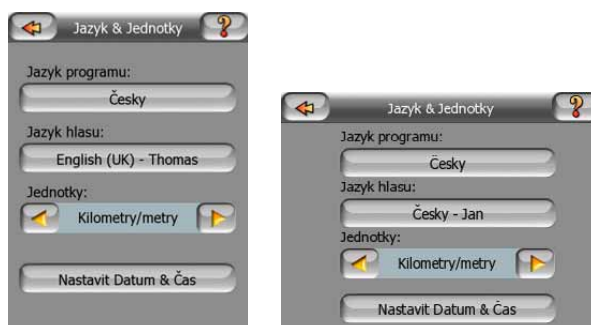 Jazyk & Jednotky
Jazyk programu:
Česky
Jazyk hlasu:
English (UK) - Thomas
Jednotky:
Kilometry/metry
Nastavit Datum & Čas
Jazyk & Jednotky
Jazyk programu:
Česky
Jazyk hlasu:
Česky - Jan
Jednotky:
Kilometry/metry
Nastavit Datum & Čas